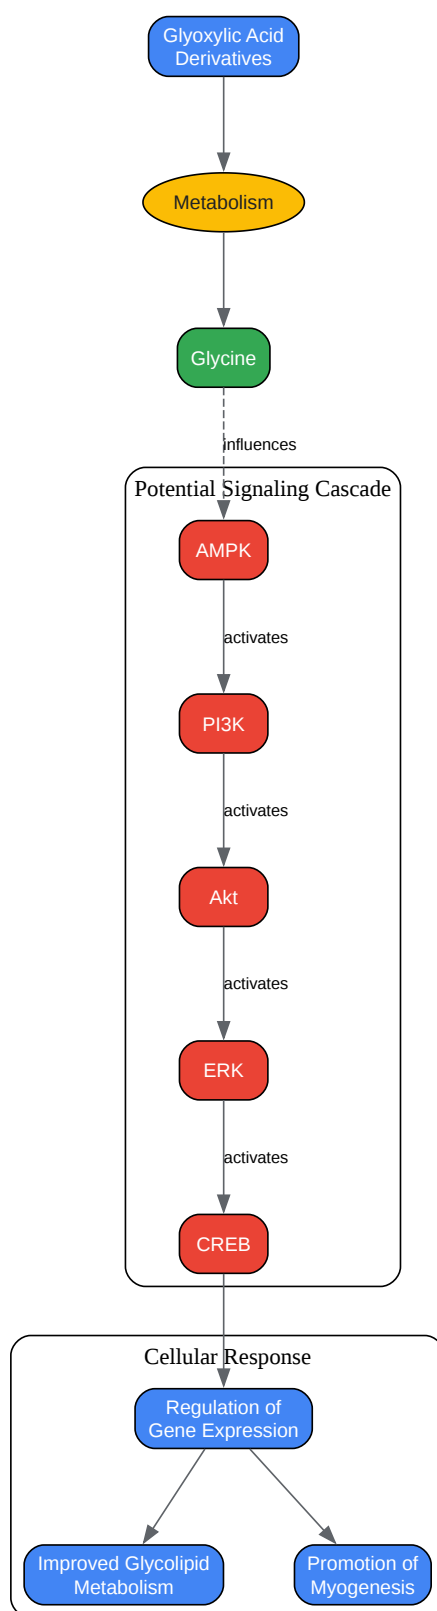 Glyoxylic Acid
Derivatives
Metabolism
Glycine
influences
Potential Signaling Cascade
AMPK
activates
PI3K
activates
Akt
activates
ERK
activates
CREB
Cellular Response
Regulation of
Gene Expression
Improved Glycolipid
Metabolism
Promotion of
Myogenesis